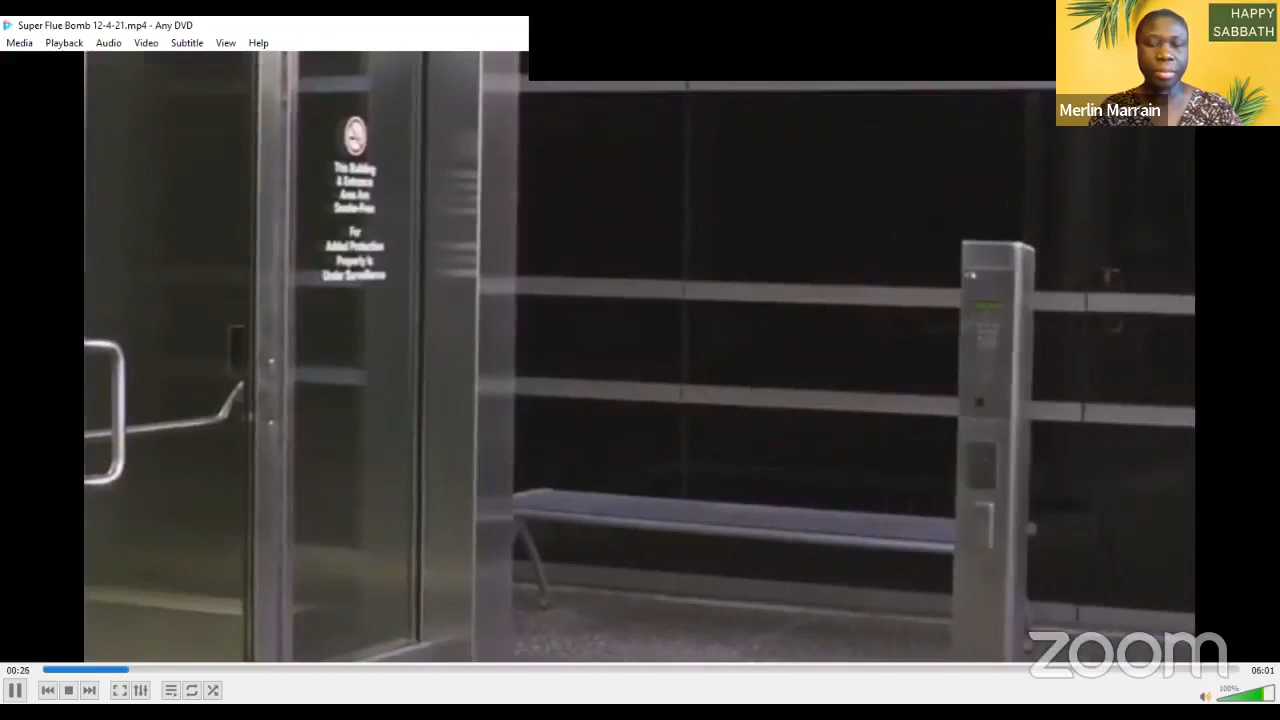 Super Flue Bomb 12-4-21.mp4 - Any DVD
Media Playback Audio Video Subtitle View Help
HAPPY
SABBATH
Merlin Marrain
This Building
& Entrance
Area Are
Smoke-Free
For
Added Protection
Property is
Under Surveillance
00:26
06:01
100%
zoom